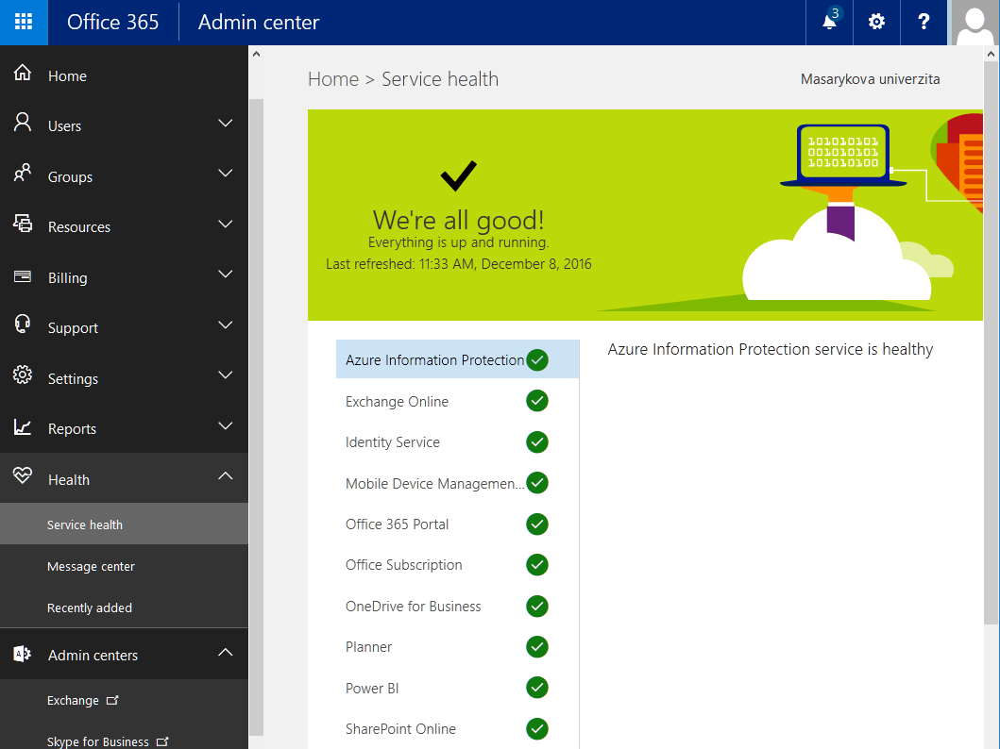 Office 365 Admin center 3 ?
Home
Users
Groups
Resources
Billing
Support
Settings
Reports
Health
Service health
Message center
Recently added
Admin centers
Exchange
Skype for Business
Home > Service health
Masarykova univerzita
We're all good!
Everything is up and running.
Last refreshed: 11:33 AM, December 8, 2016
101010101
001010101
101010100
Azure Information Protection
Exchange Online
Identity Service
Mobile Device Managemen...
Office 365 Portal
Office Subscription
OneDrive for Business
Planner
Power BI
SharePoint Online
Azure Information Protection service is healthy